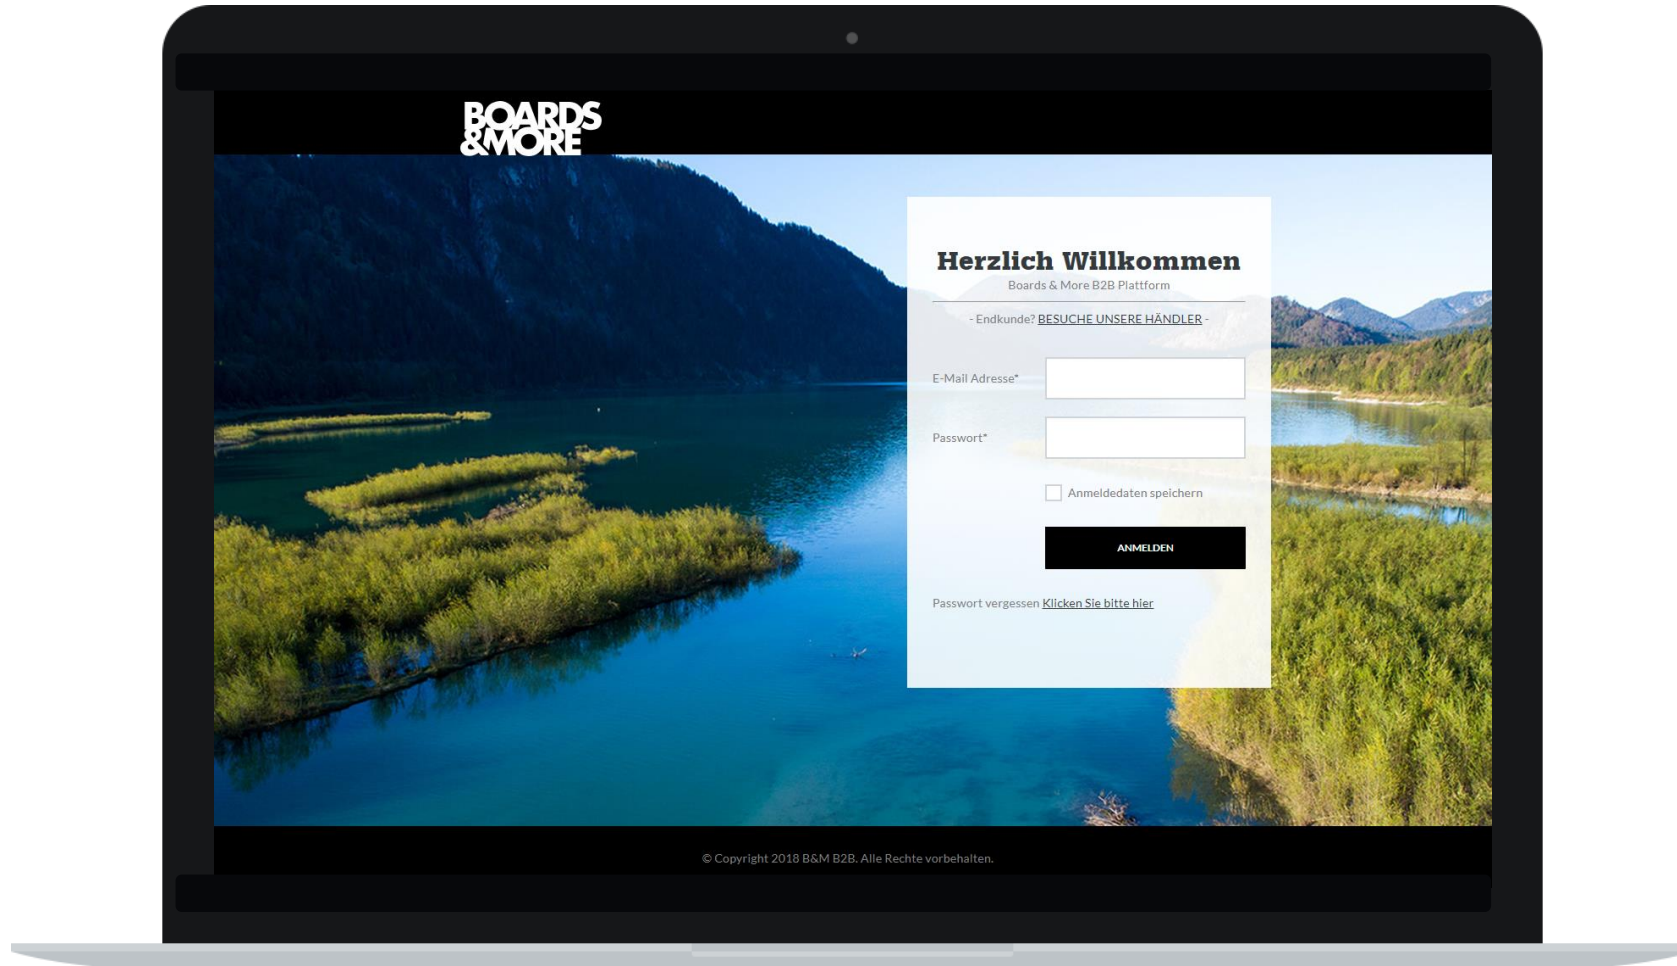 BOARDS
&MORE
Herzlich Willkommen
Boards & More B2B Plattform
- Endkunde? BESUCHE UNSERE HÄNDLER -
E-Mail Adresse*
Passwort*
Anmeldedaten speichern
ANMELDEN
Passwort vergessen Klicken Sie bitte hier
© Copyright 2018 B&M B2B. Alle Rechte vorbehalten.